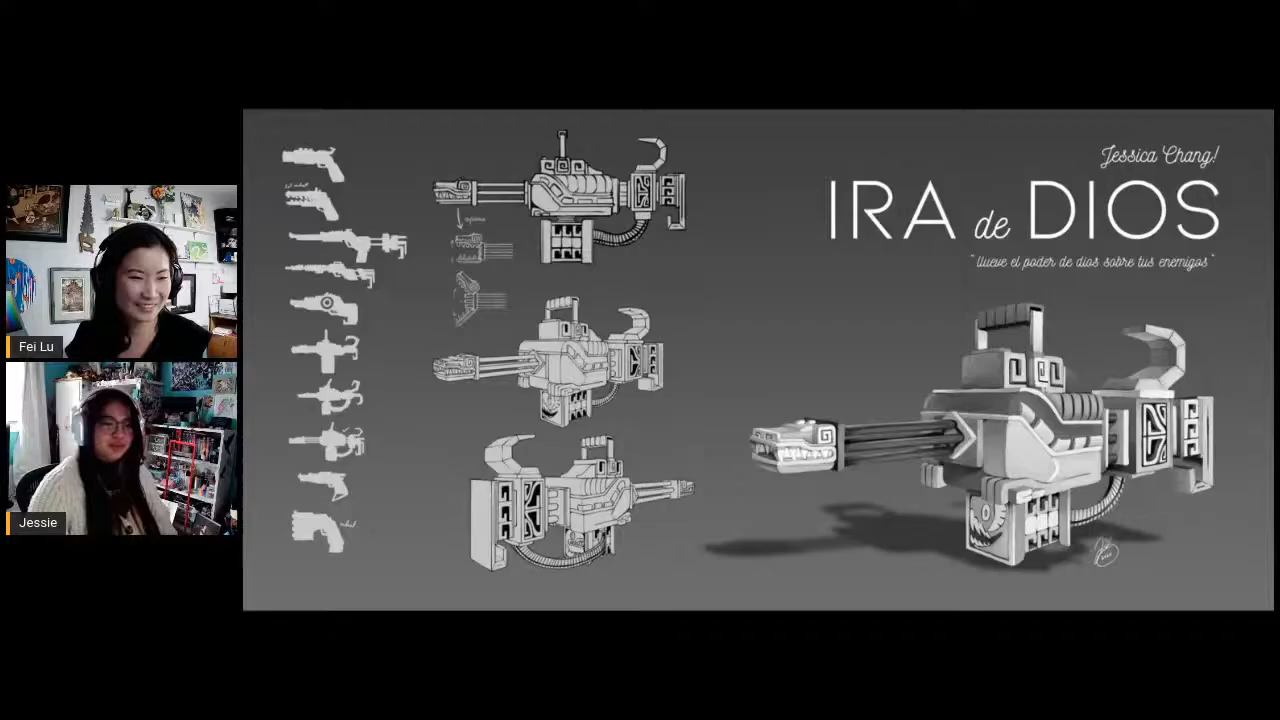 Jessica Chang!
IRA de DIOS
"llueve el poder de dios sobre tus enemigos"
Fei Lu
Jessie